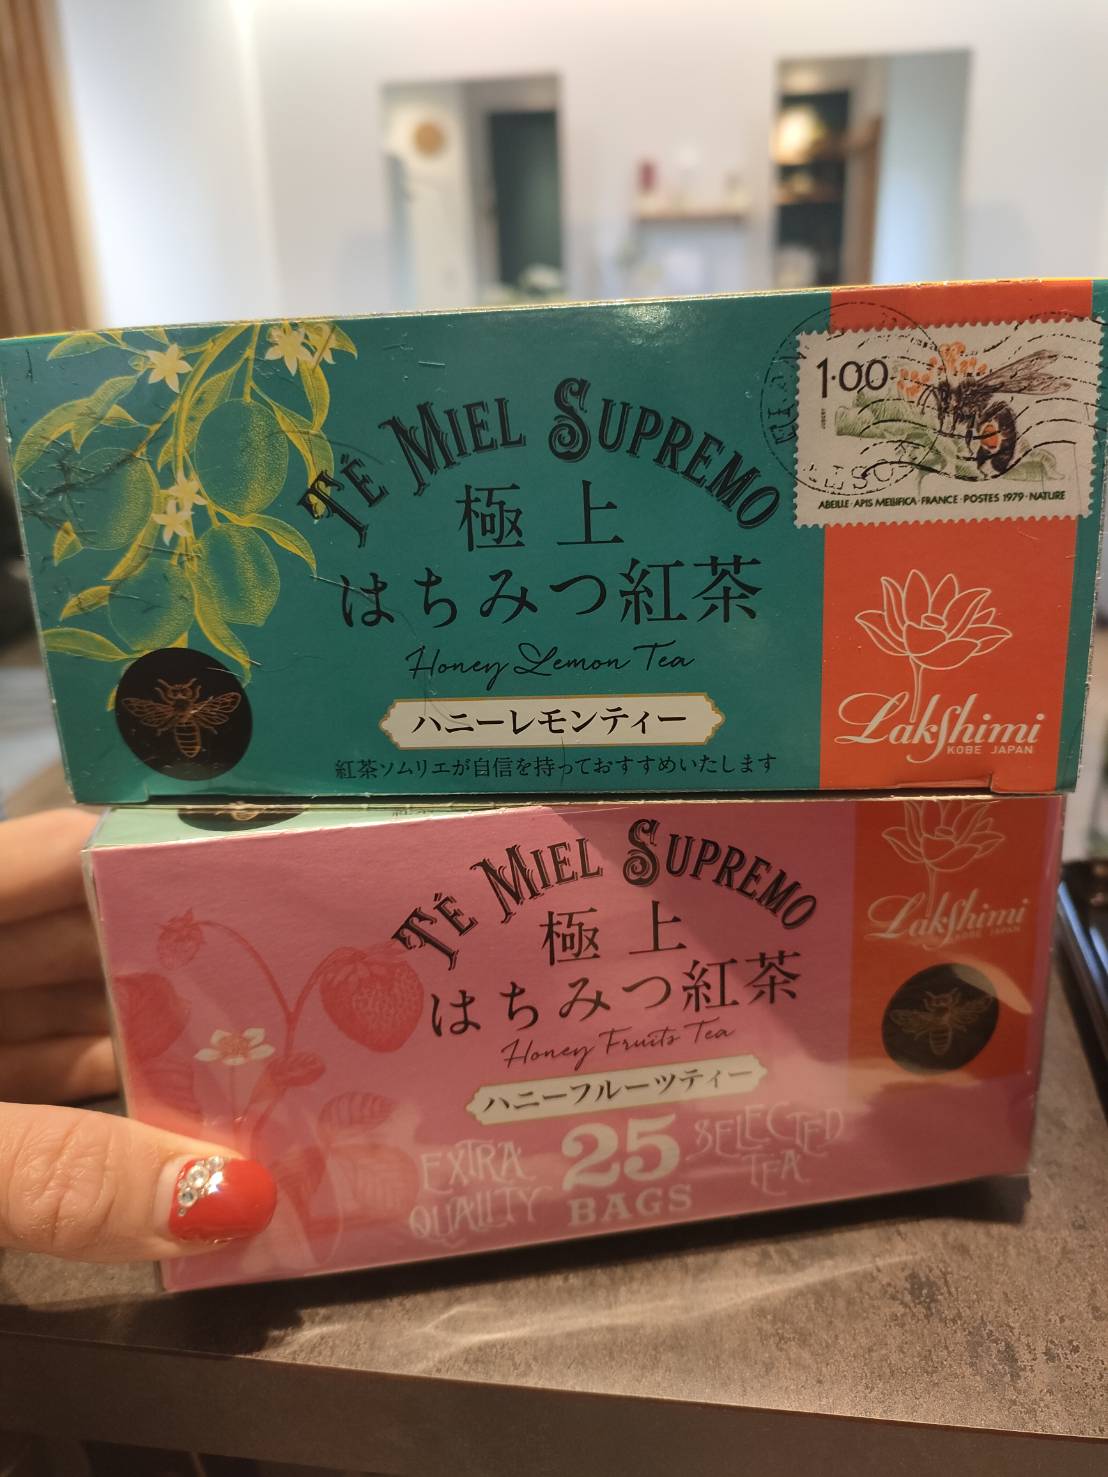 TÉ MIEL SUPREMO
極上
はちみつ紅茶
Honey Lemon Tea
ハニーレモンティー
紅茶ソムリエが自信を持っておすすめいたします
1.00
ABEILLE·APIS MELLIFICA·FRANCE·POSTES 1979·NATURE
Lakshimi
KOBE JAPAN
TÉ MIEL SUPREMO
極上
はちみつ紅茶
Honey Fruits Tea
ハニーフルーツティー
EXTRA QUALITY
25 BAGS
SELECTED TEA
Lakshimi
KOBE JAPAN